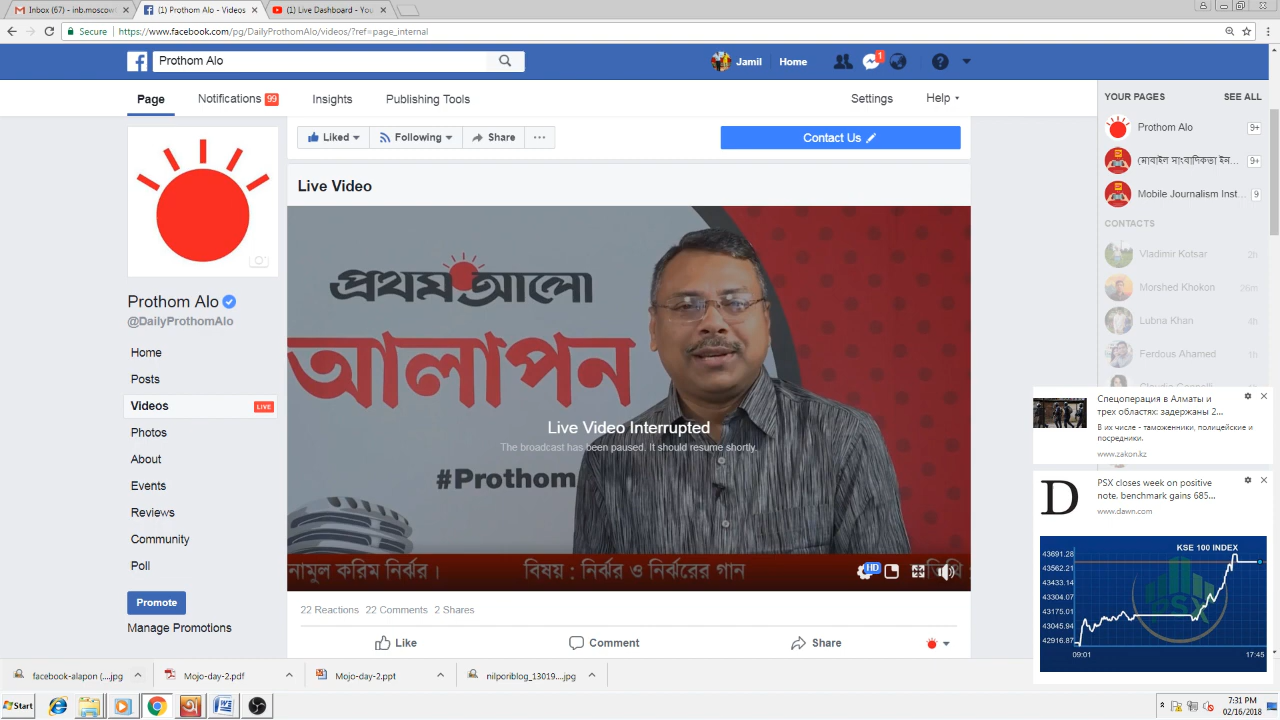 Inbox (67) - inb.moscow
(1) Prothom Alo - Videos
(1) Live Dashboard - You
Secure
https://www.facebook.com/pg/DailyProthomAlo/videos/?ref=page_internal
Prothom Alo
Jamil
Home
1
Page
Notifications 99
Insights
Publishing Tools
Settings
Help
YOUR PAGES
SEE ALL
Prothom Alo
9+
(মোবাইল সাংবাদিকতা ইন...
9+
Mobile Journalism Inst...
9
CONTACTS
Vladimir Kotsar
2h
Morshed Khokon
26m
Lubna Khan
4h
Ferdous Ahamed
1h
Liked
Following
Share
Contact Us
Live Video
প্রথম আলো
আলাপন
Live Video Interrupted
The broadcast has been paused. It should resume shortly.
#Prothom
নামুল করিম নির্ঝর।
বিষয় : নির্ঝর ও নির্ঝরের গান
HD
Prothom Alo
@DailyProthomAlo
Home
Posts
Videos
LIVE
Photos
About
Events
Reviews
Community
Poll
Promote
Manage Promotions
22 Reactions 22 Comments 2 Shares
Like
Comment
Share
Спецоперация в Алматы и
трех областях: задержаны 2...
В их числе - таможенники, полицейские и
посредники.
www.zakon.kz
D
PSX closes week on positive
note, benchmark gains 685...
www.dawn.com
KSE 100 INDEX
43691.28
43562.21
43433.14
43304.07
43175.01
43045.94
42916.87
09:01
17:45
facebook-alapon (...jpg
Mojo-day-2.pdf
Mojo-day-2.ppt
nilporiblog_13019...jpg
Start
7:31 PM
02/16/2018